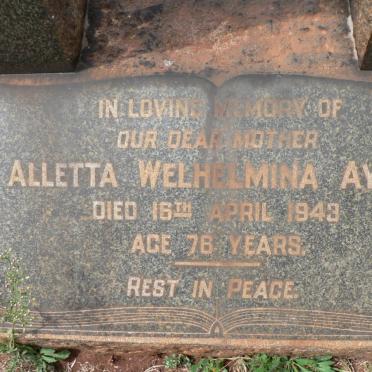 IN LOVING MEMORY OF
OUR DEAR MOTHER
ALLETTA WELHELMINA AY
DIED 16TH APRIL 1943
AGE 76 YEARS.
REST IN PEACE.